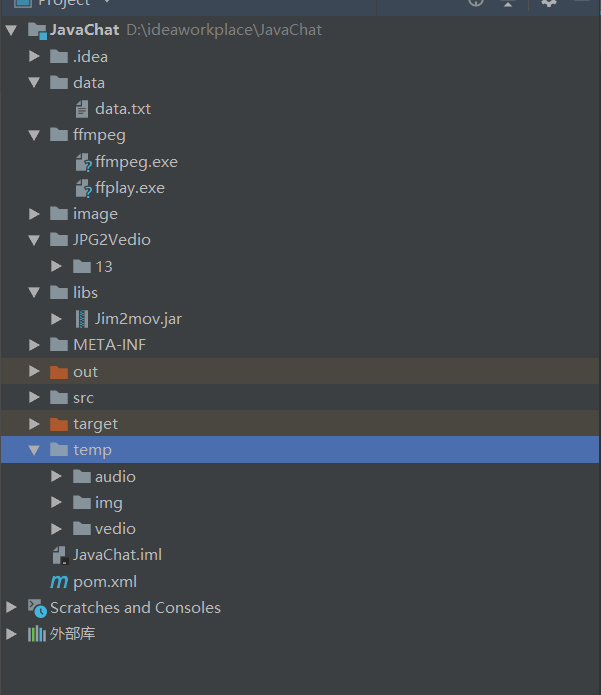 Project
JavaChat D:\ideaworkplace\JavaChat
.idea
data
data.txt
ffmpeg
ffmpeg.exe
ffplay.exe
image
JPG2Vedio
13
libs
Jim2mov.jar
META-INF
out
src
target
temp
audio
img
vedio
JavaChat.iml
pom.xml
Scratches and Consoles
外部库